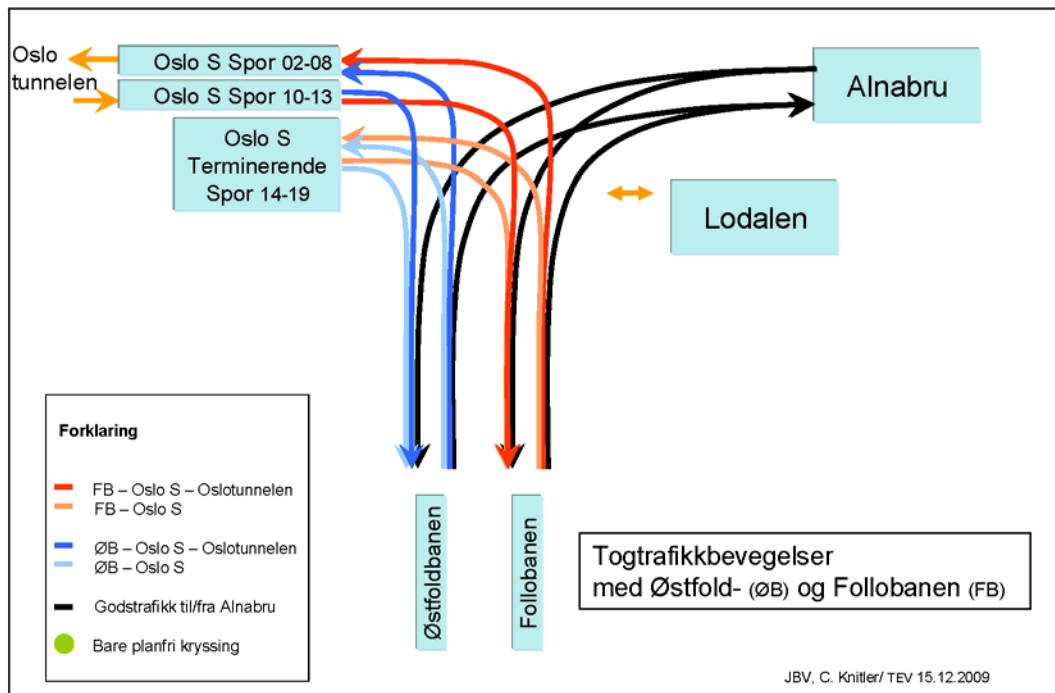 Oslo
tunnelen
Oslo S Spor 02-08
Oslo S Spor 10-13
Oslo S
Terminerende
Spor 14-19
Alnabru
Lodalen
Forklaring
FB – Oslo S – Oslotunnelen
FB – Oslo S
ØB – Oslo S – Oslotunnelen
ØB – Oslo S
Godstrafikk til/fra Alnabru
Bare planfri kryssing
Østfoldbanen
Follobanen
Togtrafikkbevegelser
med Østfold- (ØB) og Follobanen (FB)
JBV, C. Knitler/ TEV 15.12.2009